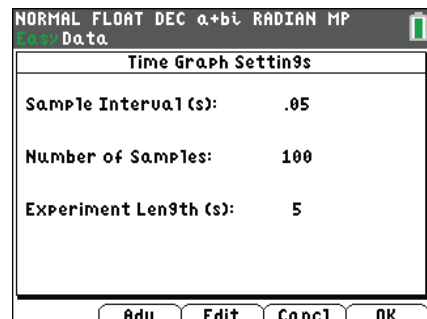 NORMAL FLOAT DEC a+bi RADIAN MP
EasyData
Time Graph Settings
Sample Interval (s): .05
Number of Samples: 100
Experiment Length (s): 5
Adv Edit Cancl OK